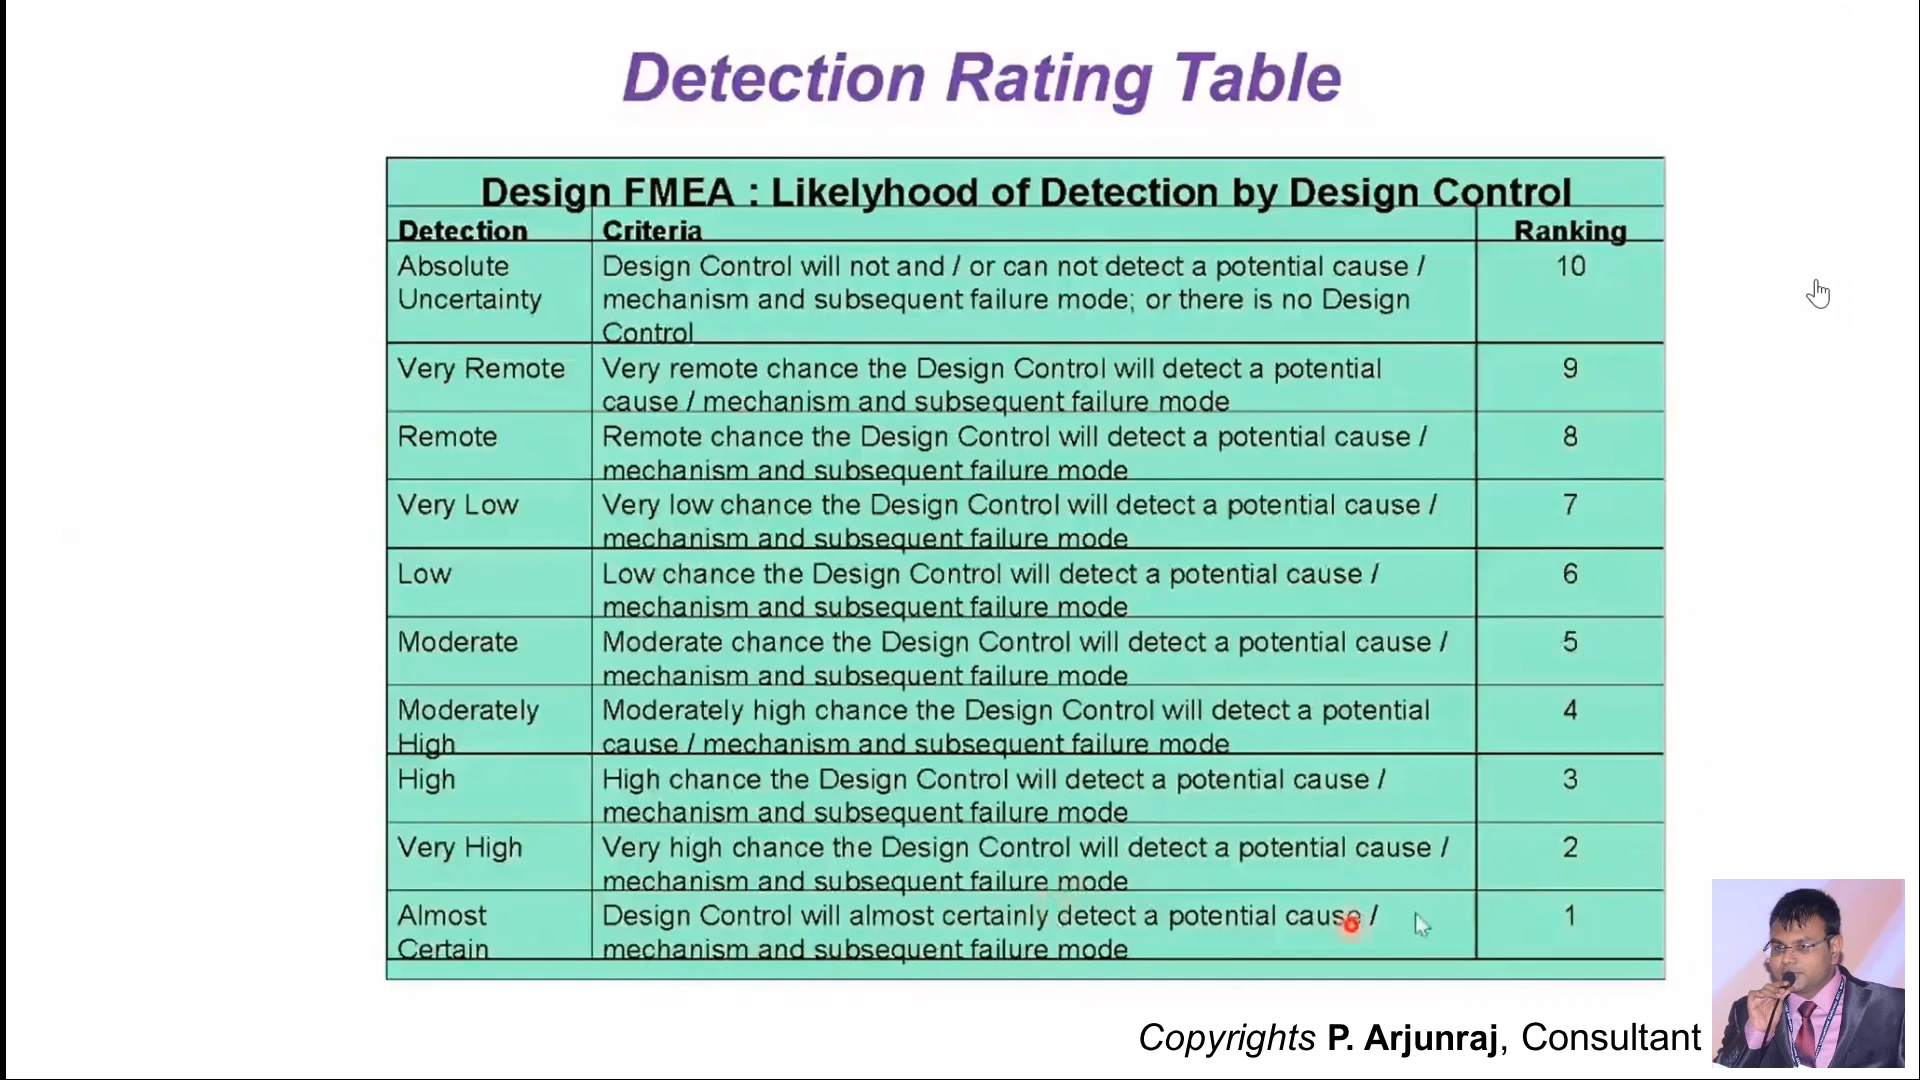 Detection Rating Table
Design FMEA : Likelyhood of Detection by Design Control
Detection Criteria Ranking
Absolute Uncertainty
Design Control will not and / or can not detect a potential cause /
mechanism and subsequent failure mode; or there is no Design
Control
10
Very Remote
Very remote chance the Design Control will detect a potential
cause / mechanism and subsequent failure mode
9
Remote
Remote chance the Design Control will detect a potential cause /
mechanism and subsequent failure mode
8
Very Low
Very low chance the Design Control will detect a potential cause /
mechanism and subsequent failure mode
7
Low
Low chance the Design Control will detect a potential cause /
mechanism and subsequent failure mode
6
Moderate
Moderate chance the Design Control will detect a potential cause /
mechanism and subsequent failure mode
5
Moderately
High
Moderately high chance the Design Control will detect a potential
cause / mechanism and subsequent failure mode
4
High
High chance the Design Control will detect a potential cause /
mechanism and subsequent failure mode
3
Very High
Very high chance the Design Control will detect a potential cause /
mechanism and subsequent failure mode
2
Almost
Certain
Design Control will almost certainly detect a potential cause /
mechanism and subsequent failure mode
1
Copyrights P. Arjunraj, Consultant